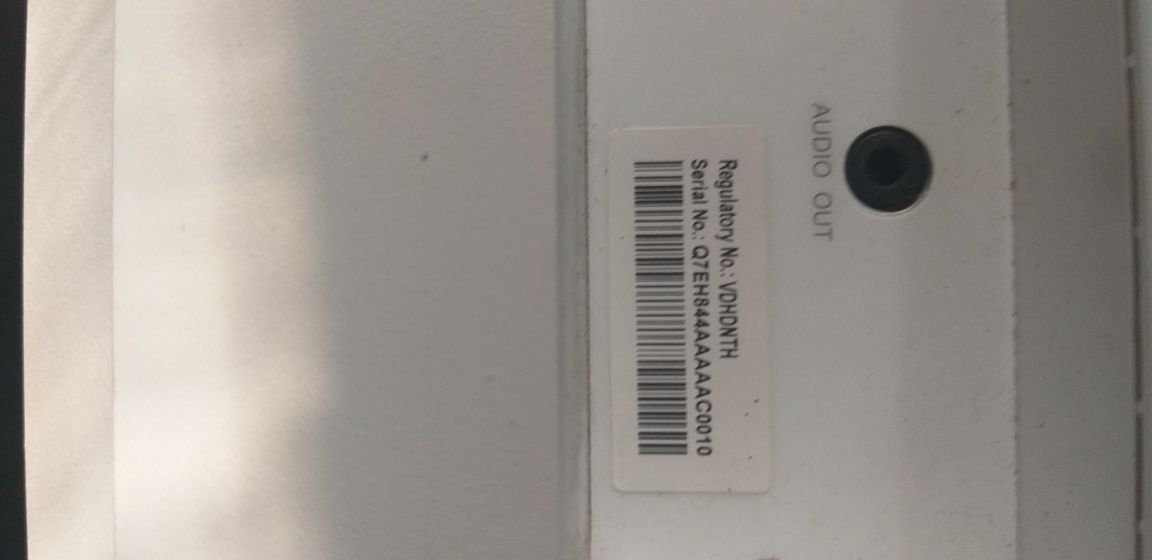 AUDIO OUT
Regulatory No.: VDHDNTH
Serial No.: Q7EH844AAAAAC0010